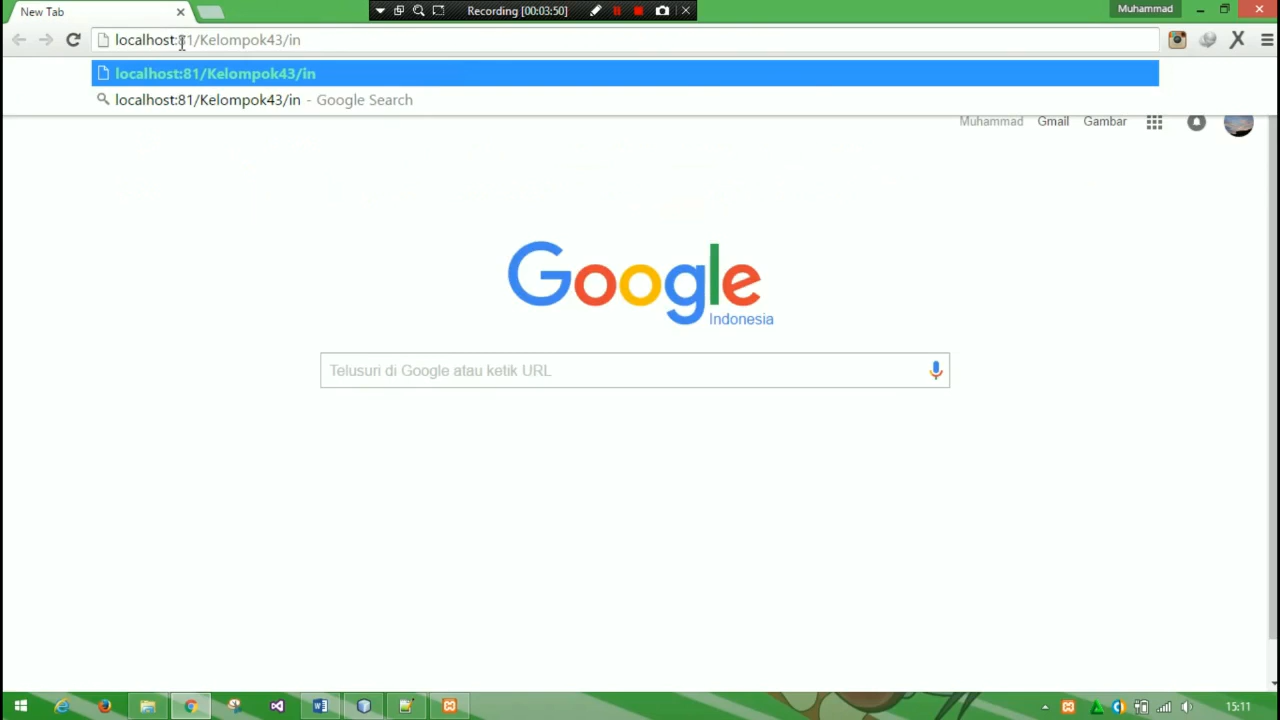 New Tab
Recording [00:03:50]
Muhammad
localhost:81/Kelompok43/in
localhost:81/Kelompok43/in
localhost:81/Kelompok43/in - Google Search
Muhammad Gmail Gambar
Google
Indonesia
Telusuri di Google atau ketik URL
15:11